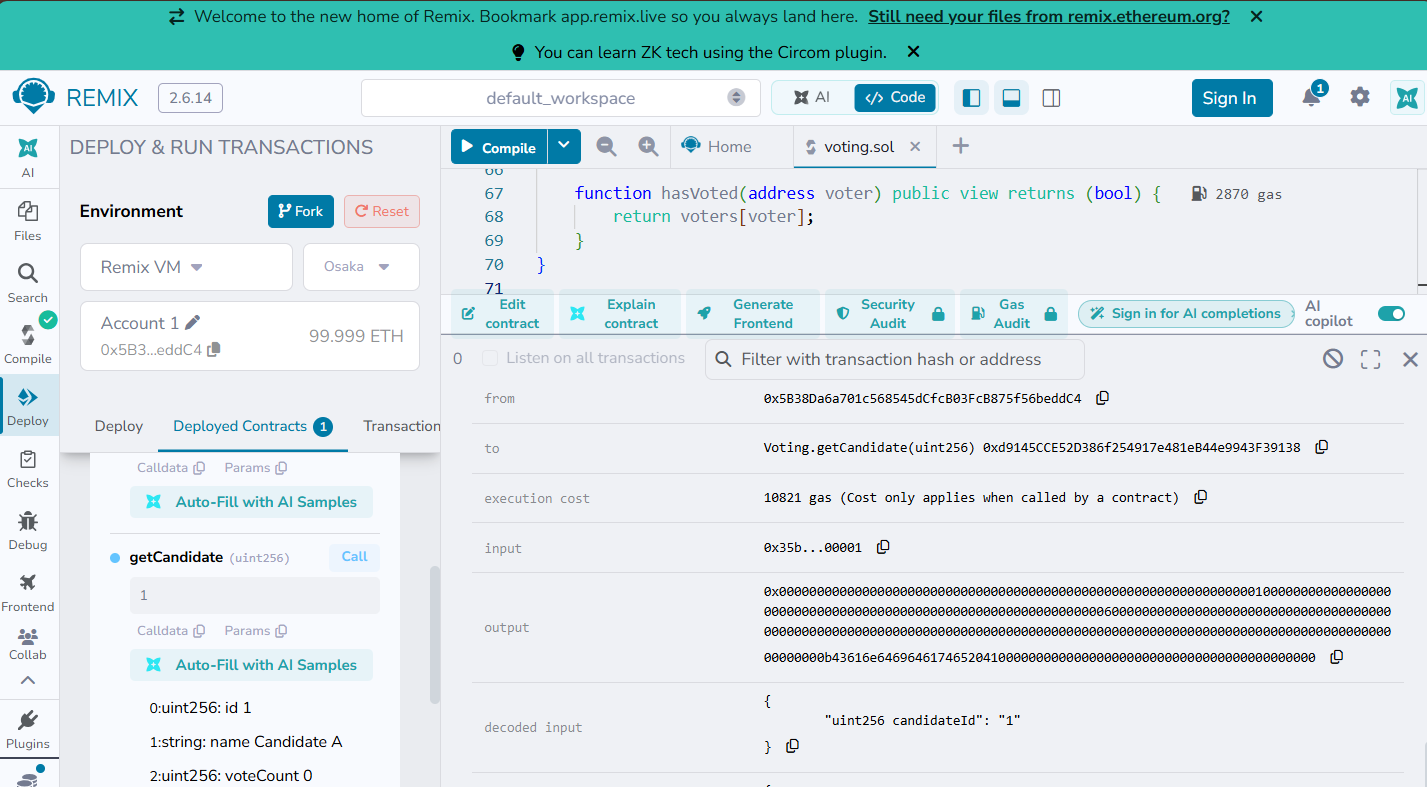 Welcome to the new home of Remix. Bookmark app.remix.live so you always land here. Still need your files from remix.ethereum.org?
You can learn ZK tech using the Circom plugin.
REMIX 2.6.14 default_workspace AI </> Code Sign In 1 AI
AI
AI
Files
Search
Compile
Deploy
Checks
Debug
Frontend
Collab
Plugins
DEPLOY & RUN TRANSACTIONS
Environment Fork Reset
Remix VM Osaka
Account 1 99.999 ETH
0x5B3...eddC4
Deploy Deployed Contracts 1 Transaction
Calldata Params
Auto-Fill with AI Samples
getCandidate (uint256) Call
1
Calldata Params
Auto-Fill with AI Samples
0:uint256: id 1
1:string: name Candidate A
2:uint256: voteCount 0
Compile Home voting.sol
66
67 function hasVoted(address voter) public view returns (bool) { 2870 gas
68 return voters[voter];
69 }
70 }
71
Edit contract Explain contract Generate Frontend Security Audit Gas Audit Sign in for AI completions AI copilot
0 Listen on all transactions Filter with transaction hash or address
from 0x5B38Da6a701c568545dCfcB03FcB875f56beddC4
to Voting.getCandidate(uint256) 0xd9145CCE52D386f254917e481eB44e9943F39138
execution cost 10821 gas (Cost only applies when called by a contract)
input 0x35b...00001
output
decoded input {
"uint256 candidateId": "1"
}
{